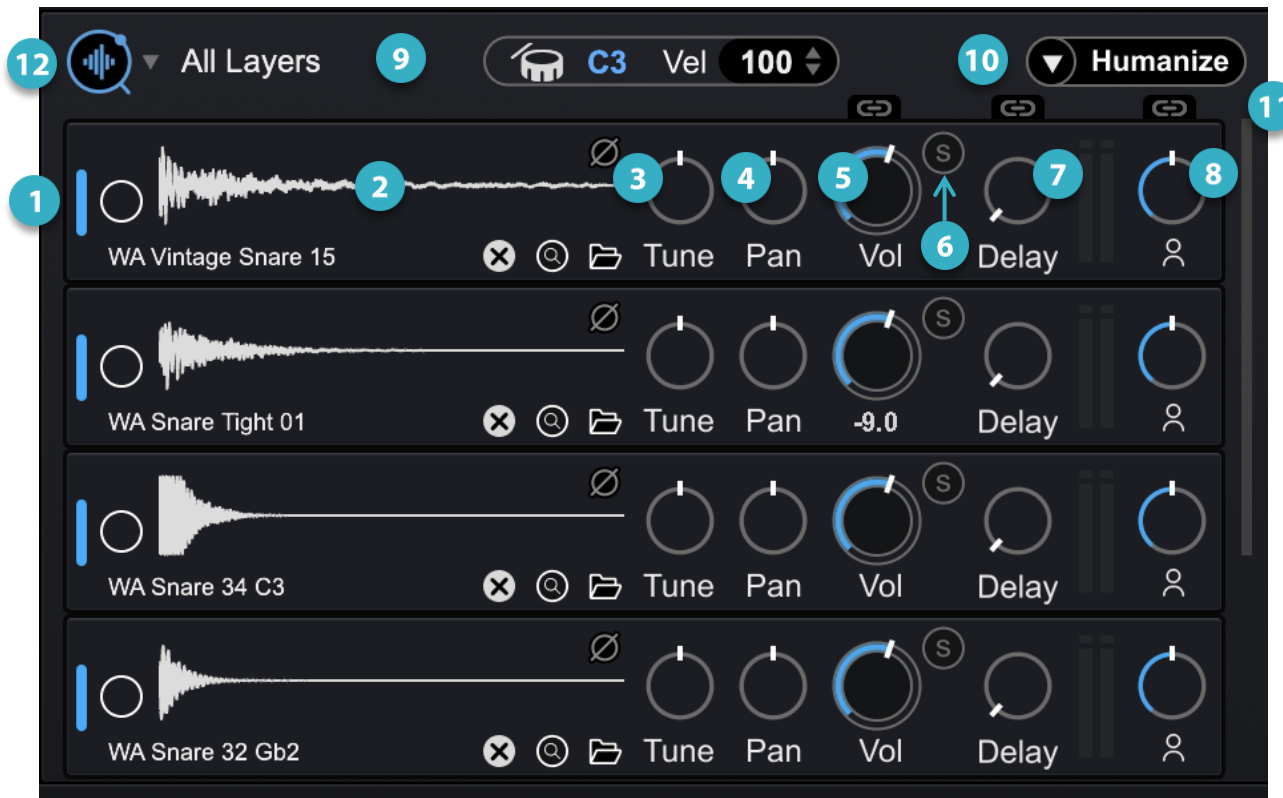 12 All Layers 9 C3 Vel 100 10 Humanize
11
S
1 2 3 4 5 7 8
6
WA Vintage Snare 15 Tune Pan Vol Delay
S
WA Snare Tight 01 Tune Pan -9.0 Delay
S
WA Snare 34 C3 Tune Pan Vol Delay
S
WA Snare 32 Gb2 Tune Pan Vol Delay